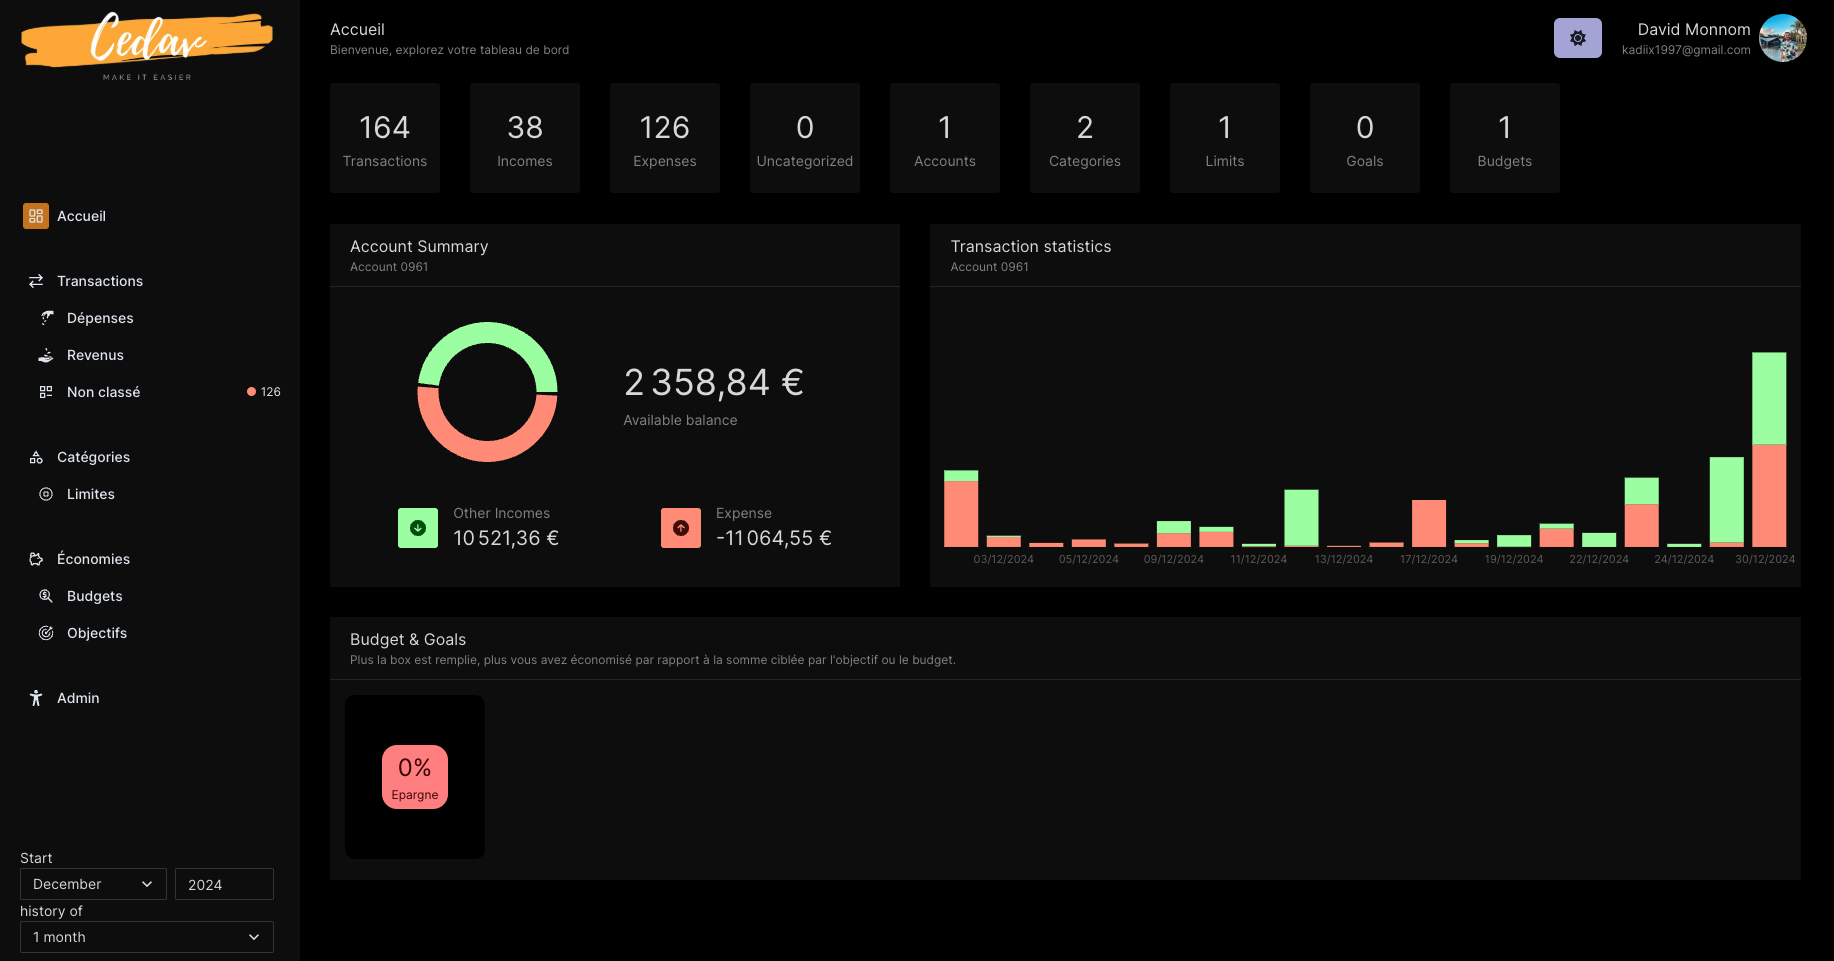 Cedav
MAKE IT EASIER
Accueil
Transactions
Dépenses
Revenus
Non classé
126
Catégories
Limites
Économies
Budgets
Objectifs
Admin
Start
December
2024
history of
1 month
Accueil
Bienvenue, explorez votre tableau de bord
David Monnom
kadiix1997@gmail.com
164
Transactions
38
Incomes
126
Expenses
0
Uncategorized
1
Accounts
2
Categories
1
Limits
0
Goals
1
Budgets
Account Summary
Account 0961
2 358,84 €
Available balance
Other Incomes
10 521,36 €
Expense
-11 064,55 €
Transaction statistics
Account 0961
03/12/2024 05/12/2024 09/12/2024 11/12/2024 13/12/2024 17/12/2024 19/12/2024 22/12/2024 24/12/2024 30/12/2024
Budget & Goals
Plus la box est remplie, plus vous avez économisé par rapport à la somme ciblée par l'objectif ou le budget.
0%
Epargne